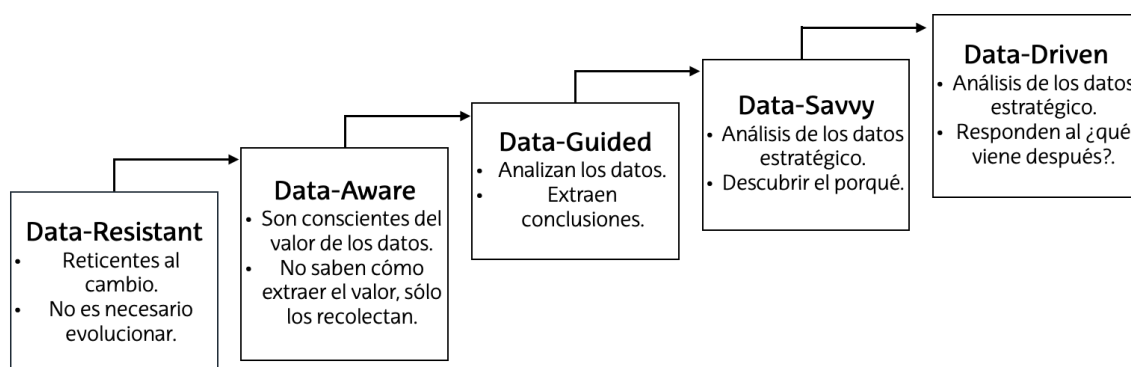 Data-Resistant
• Reticentes al
cambio.
• No es necesario
evolucionar.
Data-Aware
• Son conscientes del
valor de los datos.
• No saben cómo
extraer el valor, sólo
los recolectan.
Data-Guided
• Analizan los datos.
• Extraen
conclusiones.
Data-Savvy
• Análisis de los datos
estratégico.
• Descubrir el porqué.
Data-Driven
• Análisis de los datos
estratégico.
• Responden al ¿qué
viene después?.